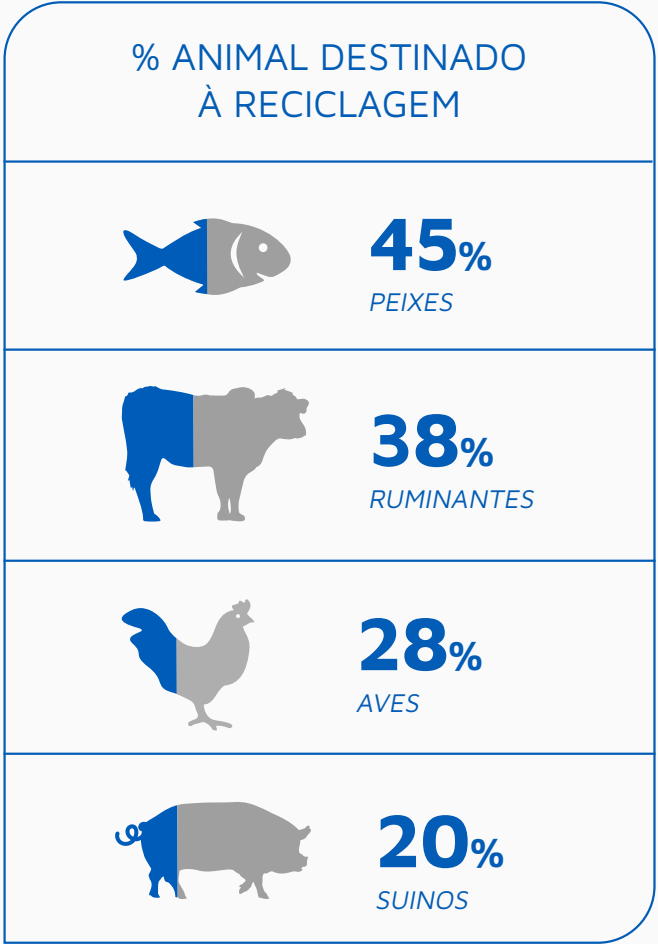 % ANIMAL DESTINADO
À RECICLAGEM
45%
PEIXES
38%
RUMINANTES
28%
AVES
20%
SUINOS